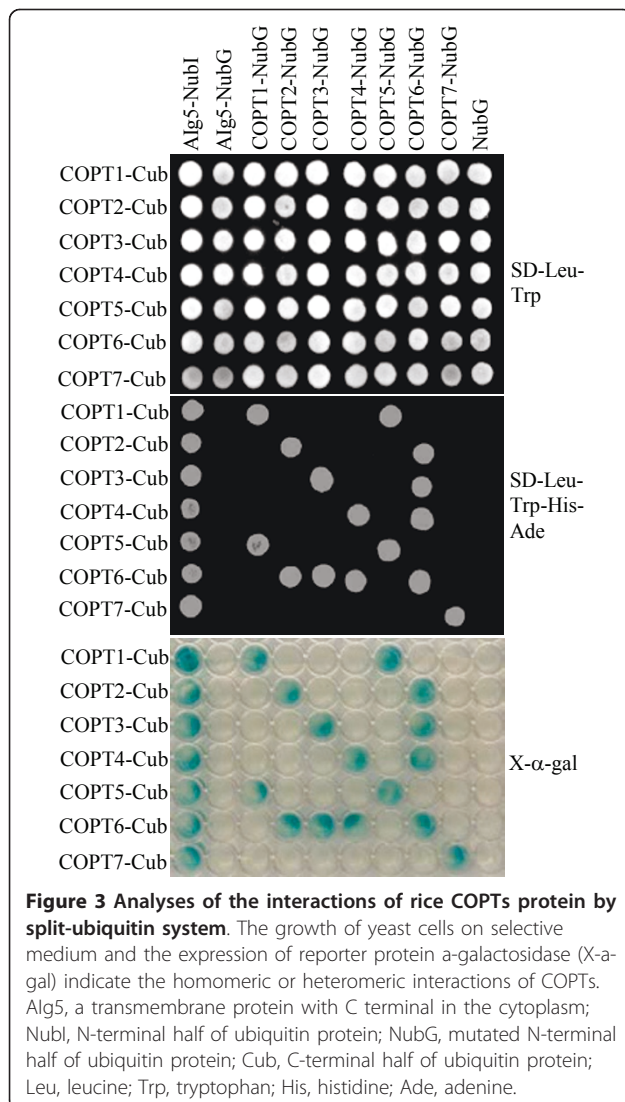 Alg5-NubI
Alg5-NubG
COPT1-NubG
COPT2-NubG
COPT3-NubG
COPT4-NubG
COPT5-NubG
COPT6-NubG
COPT7-NubG
NubG
COPT1-Cub
COPT2-Cub
COPT3-Cub
COPT4-Cub
COPT5-Cub
COPT6-Cub
COPT7-Cub
SD-Leu-
Trp
COPT1-Cub
COPT2-Cub
COPT3-Cub
COPT4-Cub
COPT5-Cub
COPT6-Cub
COPT7-Cub
SD-Leu-
Trp-His-
Ade
COPT1-Cub
COPT2-Cub
COPT3-Cub
COPT4-Cub
COPT5-Cub
COPT6-Cub
COPT7-Cub
X-α-gal
Figure 3 Analyses of the interactions of rice COPTs protein by
split-ubiquitin system. The growth of yeast cells on selective
medium and the expression of reporter protein a-galactosidase (X-a-
gal) indicate the homomeric or heteromeric interactions of COPTs.
Alg5, a transmembrane protein with C terminal in the cytoplasm;
NubI, N-terminal half of ubiquitin protein; NubG, mutated N-terminal
half of ubiquitin protein; Cub, C-terminal half of ubiquitin protein;
Leu, leucine; Trp, tryptophan; His, histidine; Ade, adenine.